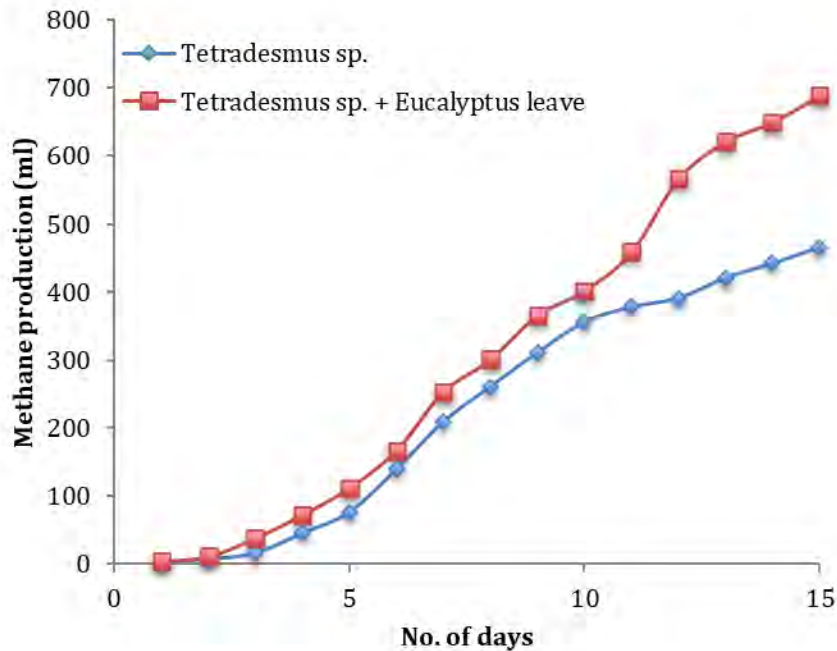 800
700
600
500
400
300
200
100
0
Methane production (ml)
Tetradesmus sp.
Tetradesmus sp. + Eucalyptus leave
0 5 10 15
No. of days